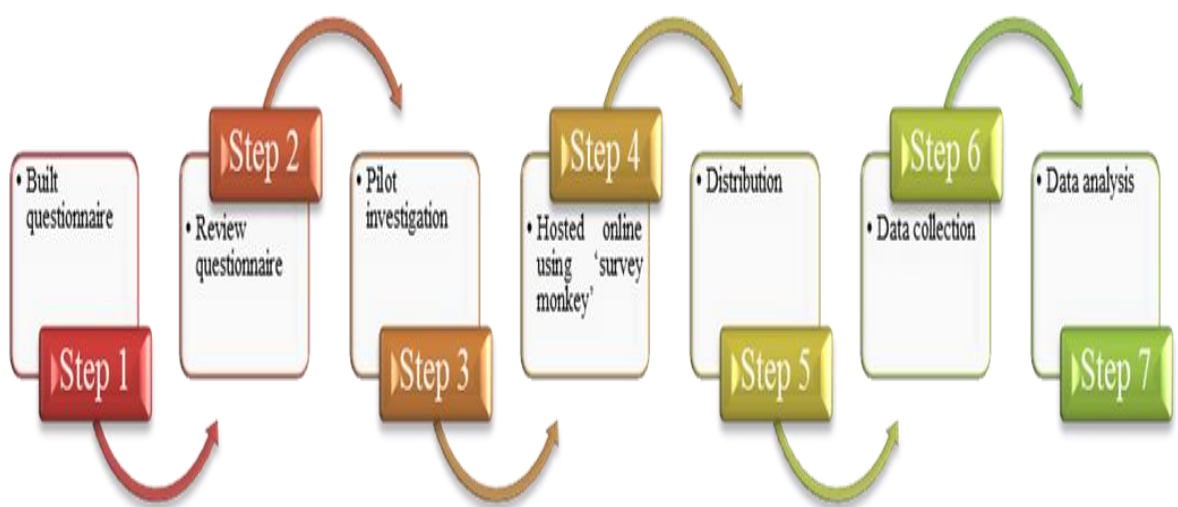 • Built
questionnaire
Step 1
Step 2
• Review
questionnaire
• Pilot
investigation
Step 3
Step 4
• Hosted online
using ‘survey
monkey’
• Distribution
Step 5
Step 6
• Data collection
• Data analysis
Step 7